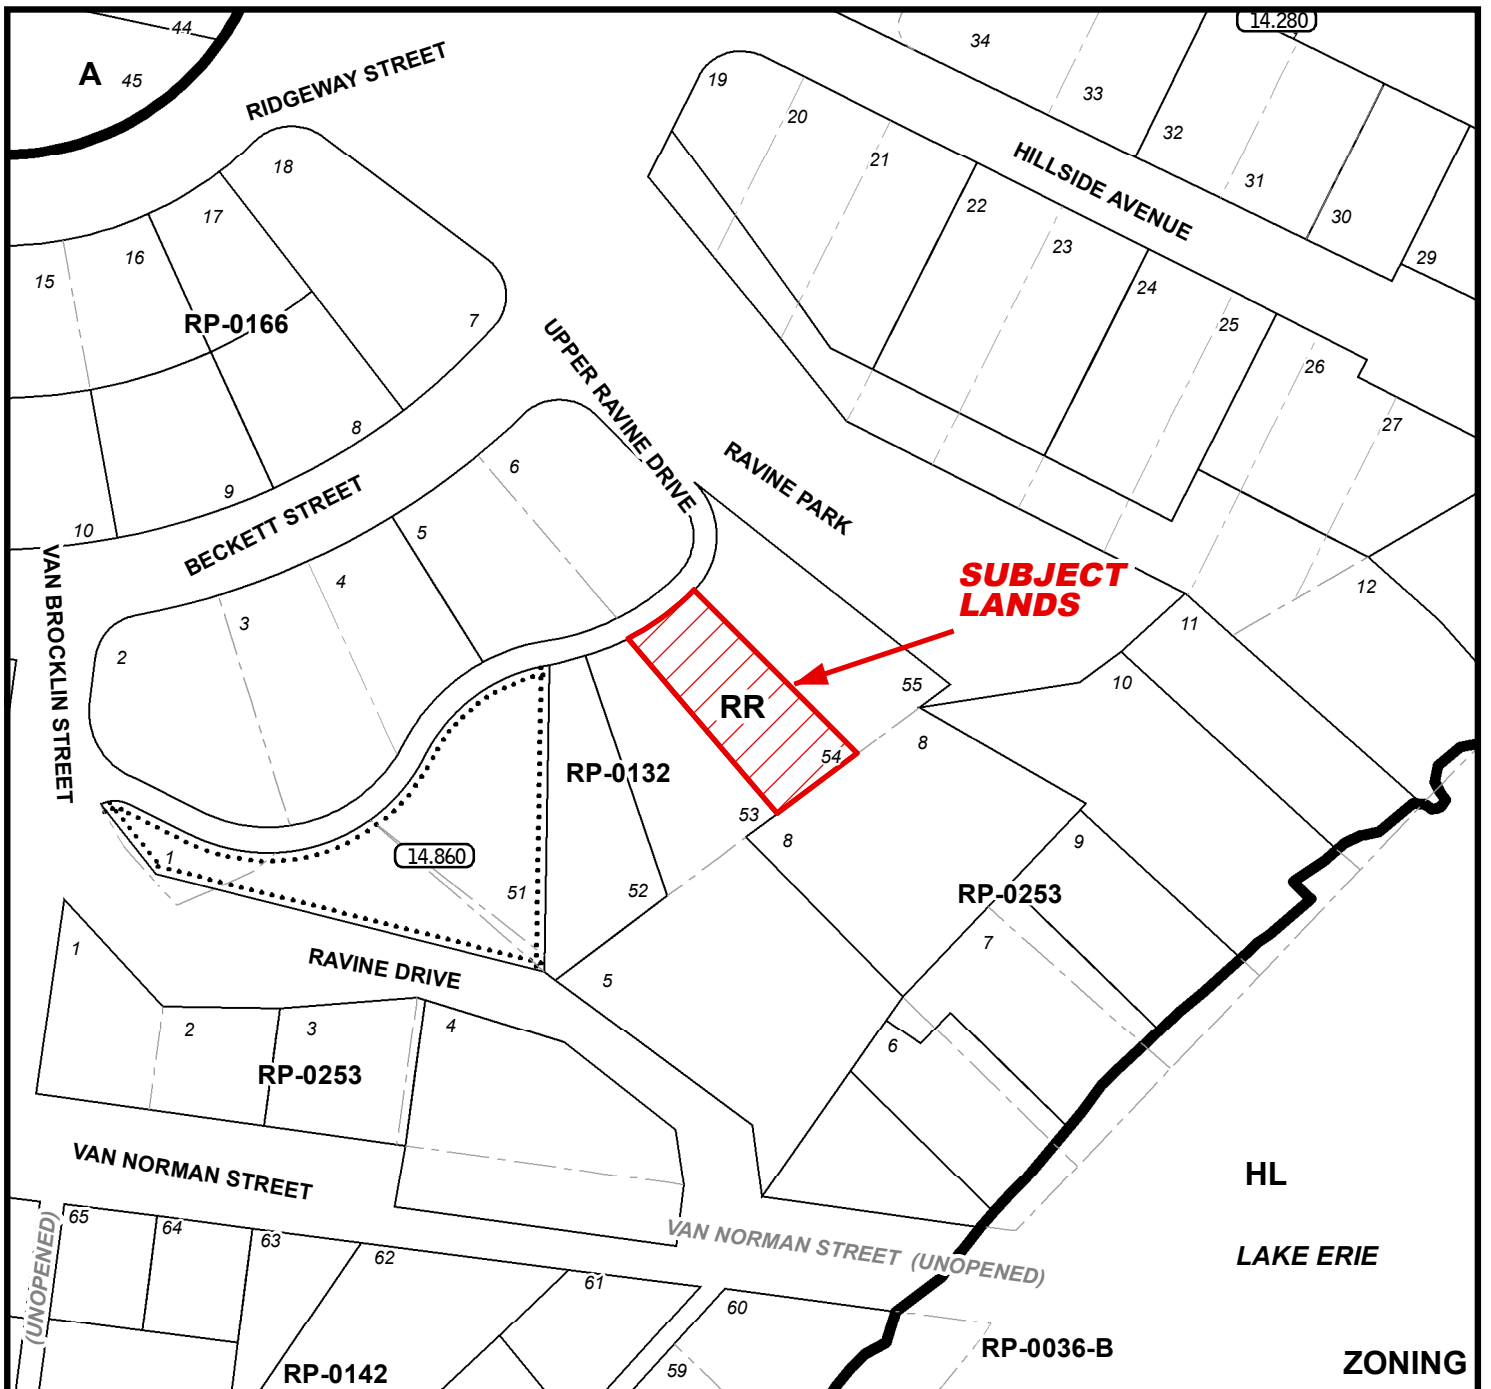 44
14.280
A
45
34
RIDGEWAY STREET
19
33
20
32
18
21
HILLSIDE AVENUE
31
17
22
30
16
23
29
15
24
RP-0166
7
25
UPPER RAVINE DRIVE
26
8
27
6
9
RAVINE PARK
10
BECKETT STREET
5
VAN BROCKLIN STREET
4
SUBJECT
LANDS
12
3
11
2
55
10
RR
8
54
RP-0132
53
8
9
14.860
1
51
52
RP-0253
1
7
RAVINE DRIVE
5
2
3
4
6
RP-0253
VAN NORMAN STREET
HL
65
64
63
VAN NORMAN STREET (UNOPENED)
62
LAKE ERIE
(UNOPENED)
61
60
RP-0036-B
59
RP-0142
ZONING